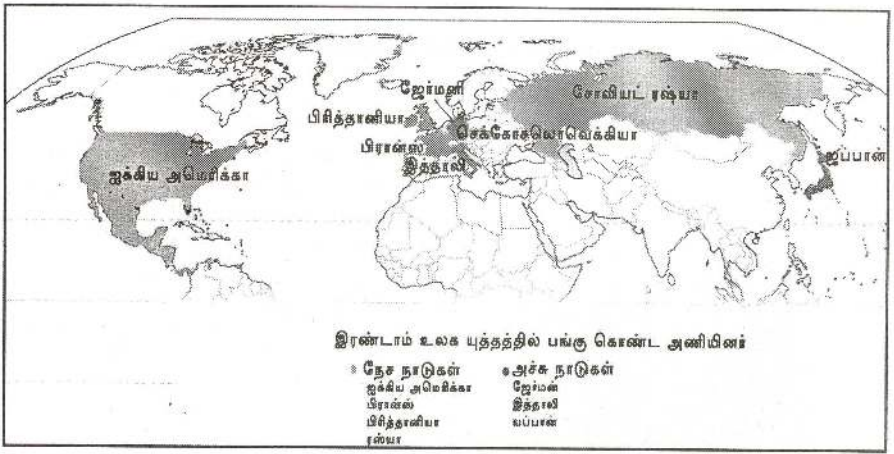 ஜேர்மனி
சோவியட் ரஷ்யா
பிரித்தானியா
செக்கோசுலொவெக்கியா
பிரான்ஸ்
ஜப்பான்
இத்தாலி
ஐக்கிய அமெரிக்கா
இரண்டாம் உலக யுத்தத்தில் பங்கு கொண்ட அணியினர்
நேச நாடுகள் அச்சு நாடுகள்
ஐக்கிய அமெரிக்கா ஜேர்மன்
பிரான்ஸ் இத்தாலி
பிரித்தானியா யப்பான்
ரஸ்யா